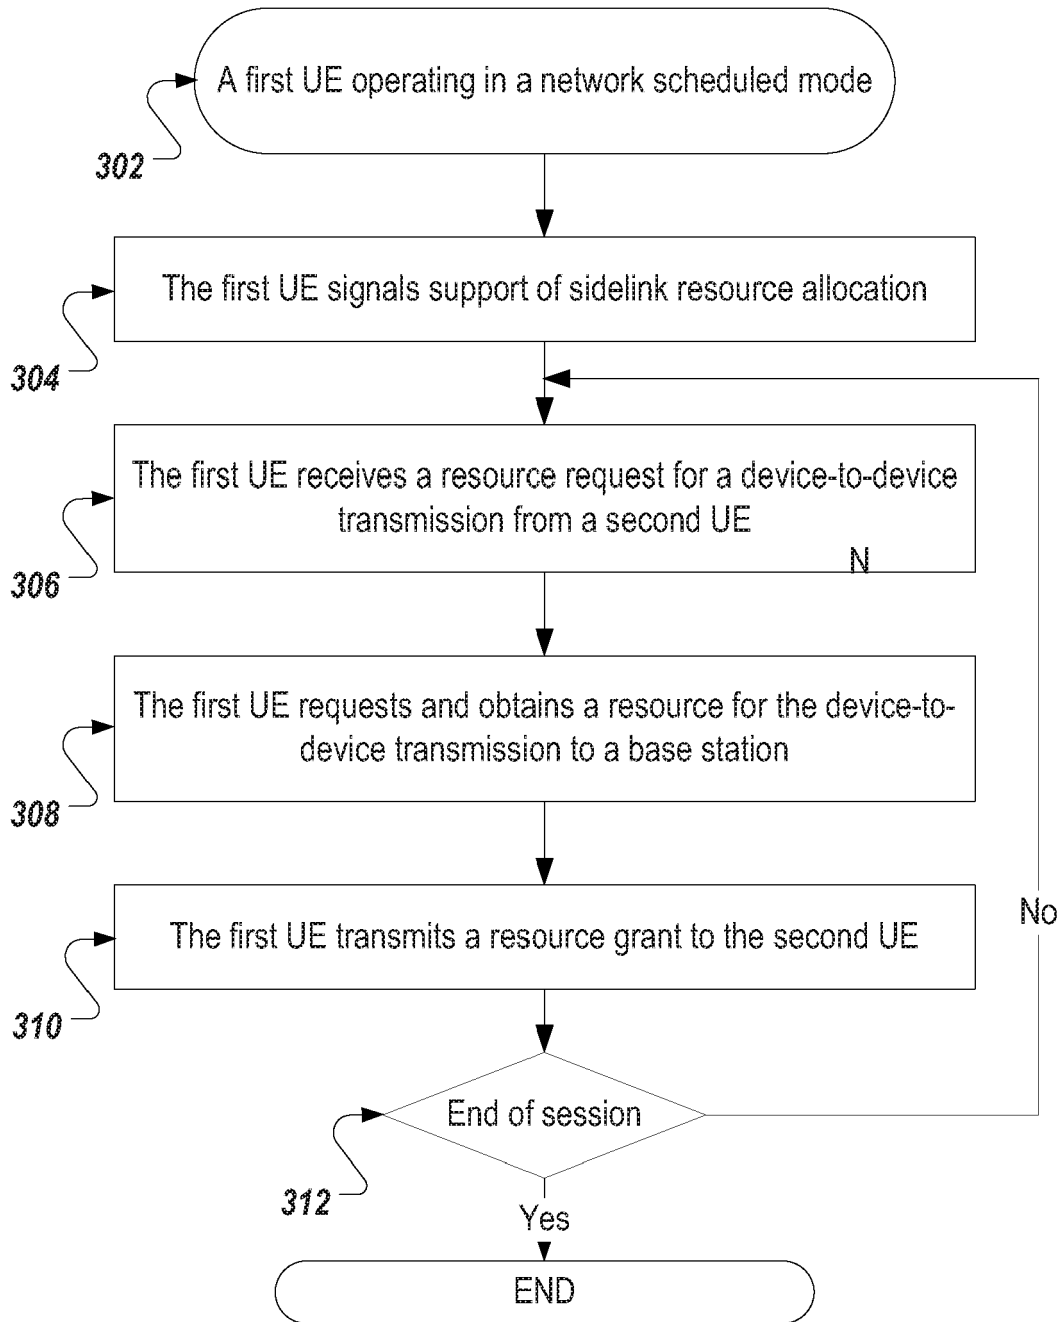 A first UE operating in a network scheduled mode
302
The first UE signals support of sidelink resource allocation
304
The first UE receives a resource request for a device-to-device
transmission from a second UE
N
306
The first UE requests and obtains a resource for the device-to-
device transmission to a base station
308
No
The first UE transmits a resource grant to the second UE
310
End of session
312
Yes
END